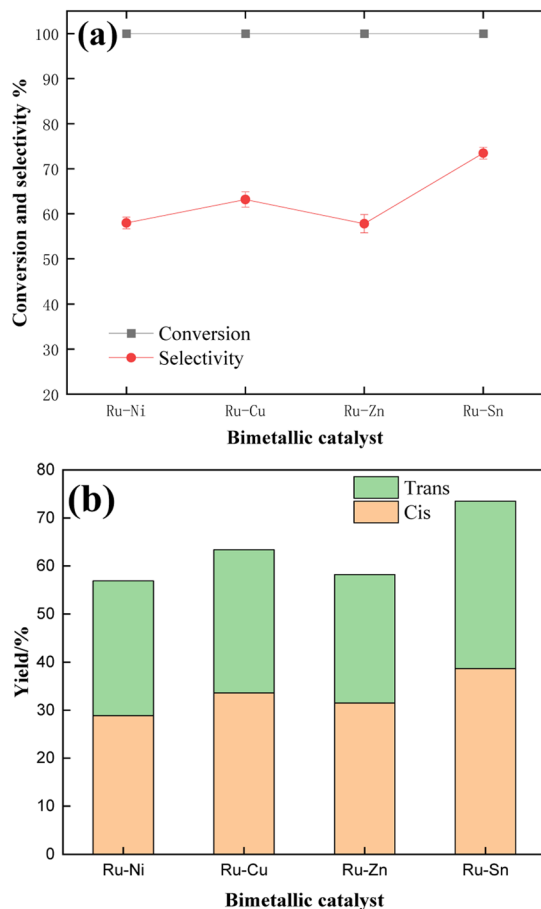 (a)
Conversion and selectivity %
100
90
80
70
60
50
40
30
20
Conversion
Selectivity
Ru-Ni Ru-Cu Ru-Zn Ru-Sn
Bimetallic catalyst
(b)
Yield/%
80
70
60
50
40
30
20
10
0
Trans
Cis
Ru-Ni Ru-Cu Ru-Zn Ru-Sn
Bimetallic catalyst